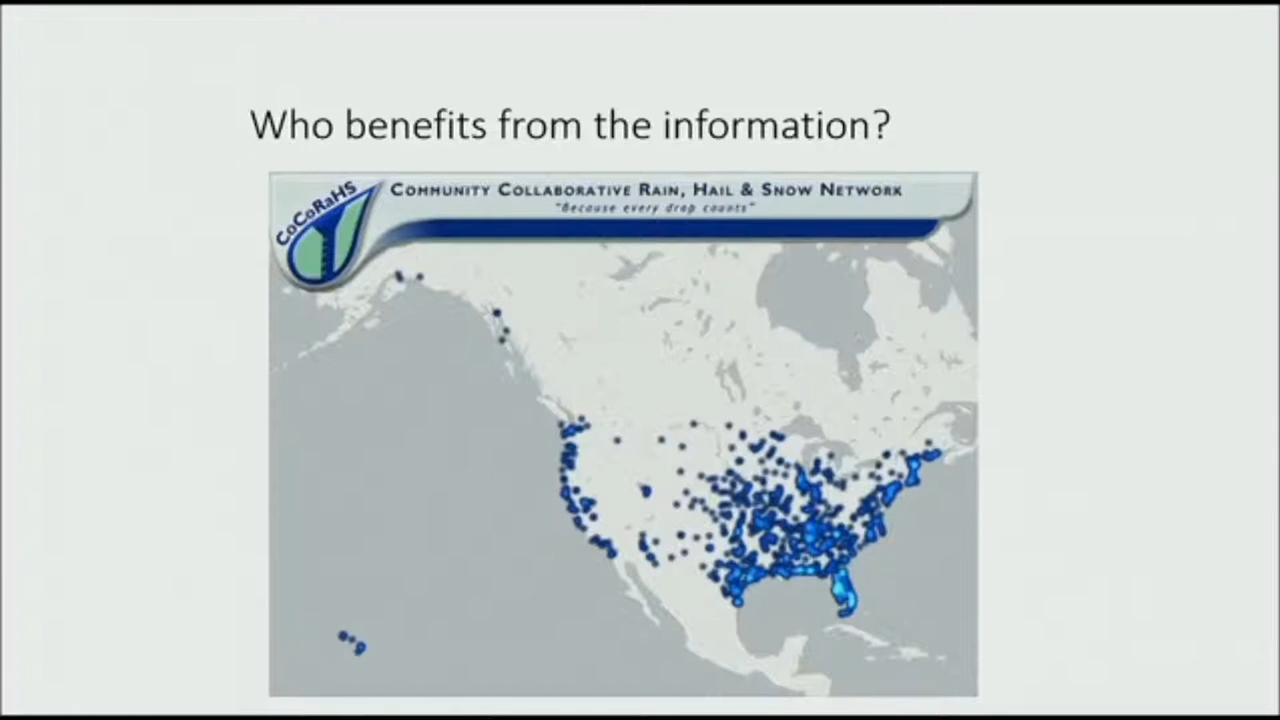 Who benefits from the information?
CoCoRaHS
Community Collaborative Rain, Hail & Snow Network
"Because every drop counts"